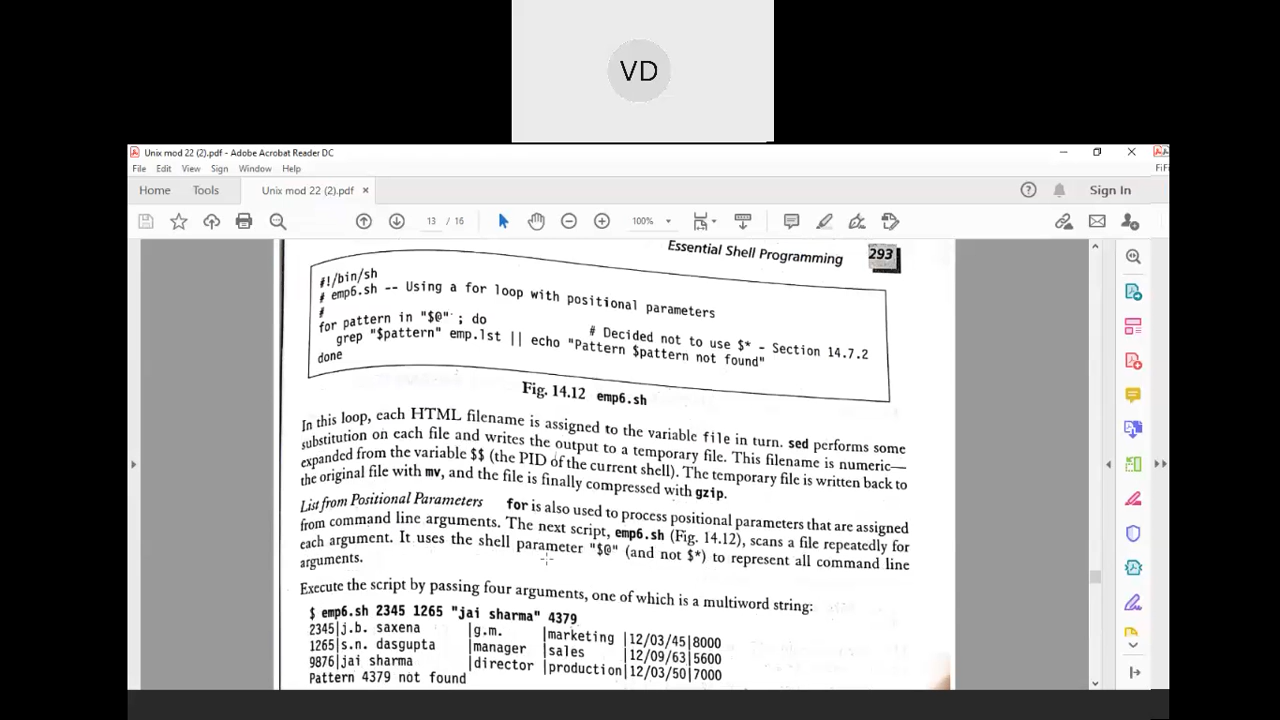 VD
Unix mod 22 (2).pdf - Adobe Acrobat Reader DC
File Edit View Sign Window Help
FiFi
Home Tools Unix mod 22 (2).pdf × Sign In
13 / 16 100%
Essential Shell Programming 293
#!/bin/sh
# emp6.sh -- Using a for loop with positional parameters
#
for pattern in "$@" ; do # Decided not to use $* - Section 14.7.2
grep "$pattern" emp.lst || echo "Pattern $pattern not found"
done
Fig. 14.12 emp6.sh
In this loop, each HTML filename is assigned to the variable file in turn. sed performs some
substitution on each file and writes the output to a temporary file. This filename is numeric—
expanded from the variable $$ (the PID of the current shell). The temporary file is written back to
the original file with mv, and the file is finally compressed with gzip.
List from Positional Parameters for is also used to process positional parameters that are assigned
from command line arguments. The next script, emp6.sh (Fig. 14.12), scans a file repeatedly for
each argument. It uses the shell parameter "$@" (and not $*) to represent all command line
arguments.
Execute the script by passing four arguments, one of which is a multiword string:
$ emp6.sh 2345 1265 "jai sharma" 4379
2345|j.b. saxena |g.m. |marketing |12/03/45|8000
1265|s.n. dasgupta |manager |sales |12/09/63|5600
9876|jai sharma |director |production|12/03/50|7000
Pattern 4379 not found